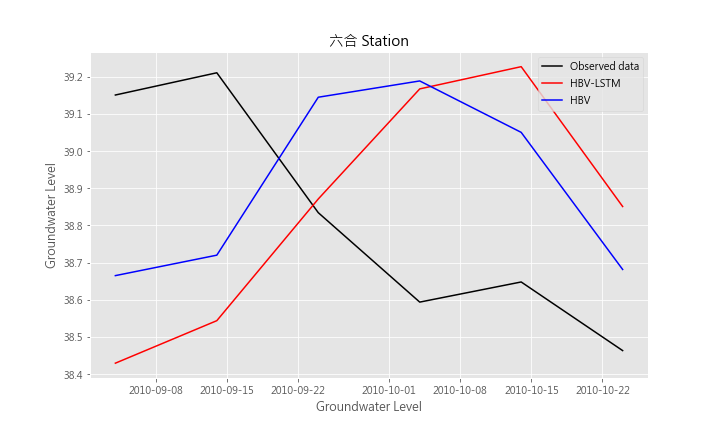 六合 Station
Observed data
HBV-LSTM
HBV
Groundwater Level
39.2
39.1
39.0
38.9
38.8
38.7
38.6
38.5
38.4
2010-09-08 2010-09-15 2010-09-22 2010-10-01 2010-10-08 2010-10-15 2010-10-22
Groundwater Level